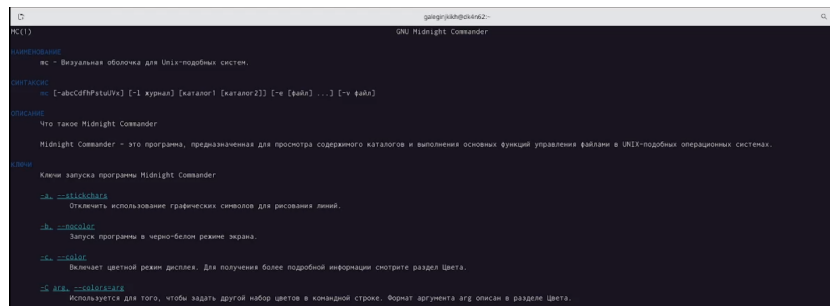 galeginjkikh@dk4n62:~
MC(1) GNU Midnight Commander
НАИМЕНОВАНИЕ
mc - Визуальная оболочка для Unix-подобных систем.
СИНТАКСИС
mc [-abcCdfhPstuUVx] [-l журнал] [каталог1 [каталог2]] [-e [файл] ...] [-v файл]
ОПИСАНИЕ
Что такое Midnight Commander
Midnight Commander - это программа, предназначенная для просмотра содержимого каталогов и выполнения основных функций управления файлами в UNIX-подобных операционных системах.
КЛЮЧИ
Ключи запуска программы Midnight Commander
-a, --stickchars
Отключить использование графических символов для рисования линий.
-b, --nocolor
Запуск программы в черно-белом режиме экрана.
-c, --color
Включает цветной режим дисплея. Для получения более подробной информации смотрите раздел Цвета.
-C arg, --colors=arg
Используется для того, чтобы задать другой набор цветов в командной строке. Формат аргумента arg описан в разделе Цвета.